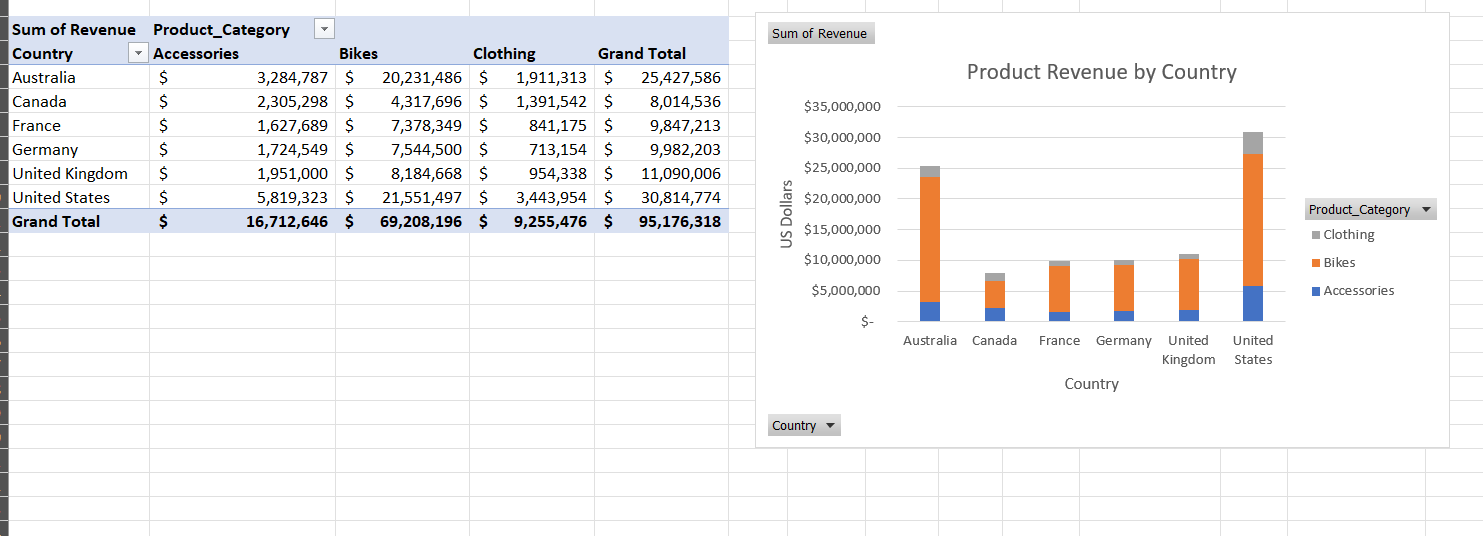 Sum of Revenue Product_Category
Country Accessories Bikes Clothing Grand Total
Australia $ 3,284,787 $ 20,231,486 $ 1,911,313 $ 25,427,586
Canada $ 2,305,298 $ 4,317,696 $ 1,391,542 $ 8,014,536
France $ 1,627,689 $ 7,378,349 $ 841,175 $ 9,847,213
Germany $ 1,724,549 $ 7,544,500 $ 713,154 $ 9,982,203
United Kingdom $ 1,951,000 $ 8,184,668 $ 954,338 $ 11,090,006
United States $ 5,819,323 $ 21,551,497 $ 3,443,954 $ 30,814,774
Grand Total $ 16,712,646 $ 69,208,196 $ 9,255,476 $ 95,176,318
Sum of Revenue
Product Revenue by Country
US Dollars
$35,000,000
$30,000,000
$25,000,000
$20,000,000
$15,000,000
$10,000,000
$5,000,000
$-
Australia Canada France Germany United Kingdom United States
Country
Product_Category
Clothing
Bikes
Accessories
Country